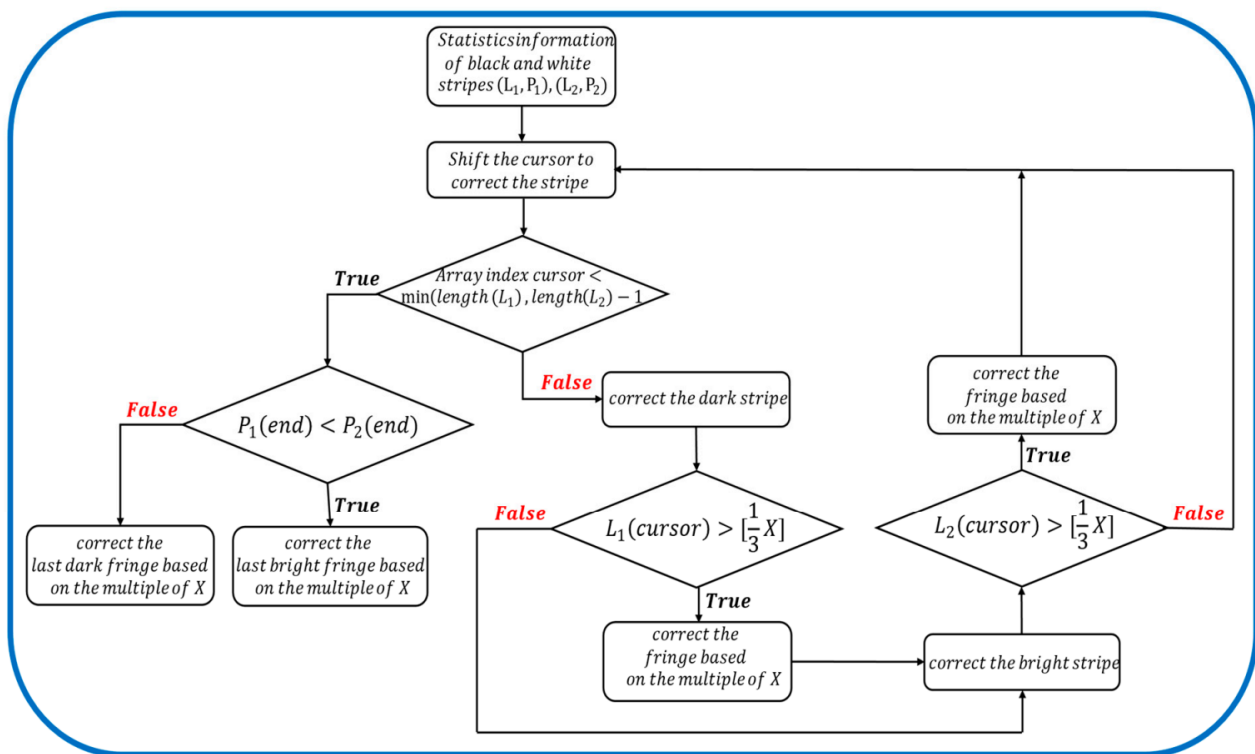 Statisticsinformation
of black and white
stripes (L₁, P₁), (L₂, P₂)
Shift the cursor to
correct the stripe
Array index cursor <
min(length (L₁) , length(L₂) − 1
True
False
P₁(end) < P₂(end)
False
True
correct the
last dark fringe based
on the multiple of X
correct the
last bright fringe based
on the multiple of X
correct the dark stripe
L₁(cursor) > [1/3 X]
False
True
correct the
fringe based
on the multiple of X
correct the bright stripe
L₂(cursor) > [1/3 X]
False
True
correct the
fringe based
on the multiple of X